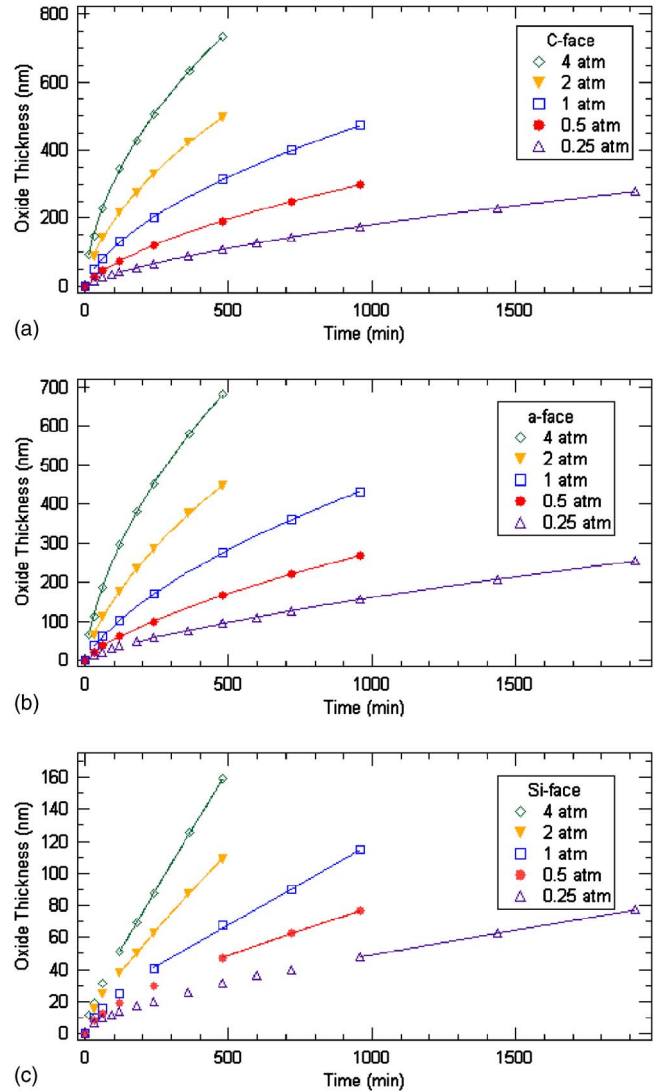 800
600
400
200
0
Oxide Thickness (nm)
C-face
4 atm
2 atm
1 atm
0.5 atm
0.25 atm
0
500
1000
1500
Time (min)
(a)
700
600
500
400
300
200
100
0
Oxide Thickness (nm)
a-face
4 atm
2 atm
1 atm
0.5 atm
0.25 atm
0
500
1000
1500
Time (min)
(b)
160
140
120
100
80
60
40
20
0
Oxide Thickness (nm)
Si-face
4 atm
2 atm
1 atm
0.5 atm
0.25 atm
0
500
1000
1500
Time (min)
(c)